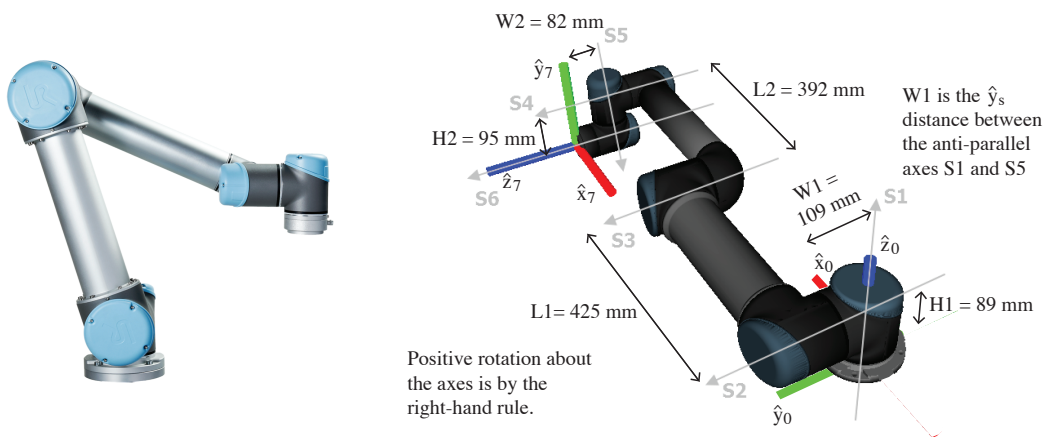 W2 = 82 mm
S5
ŷ7
S4
L2 = 392 mm
H2 = 95 mm
W1 is the ŷs
distance between
the anti-parallel
axes S1 and S5
ẑ7
S6
x̂7
W1 =
109 mm
S1
S3
ẑ0
x̂0
L1= 425 mm
H1 = 89 mm
Positive rotation about
the axes is by the
right-hand rule.
S2
ŷ0